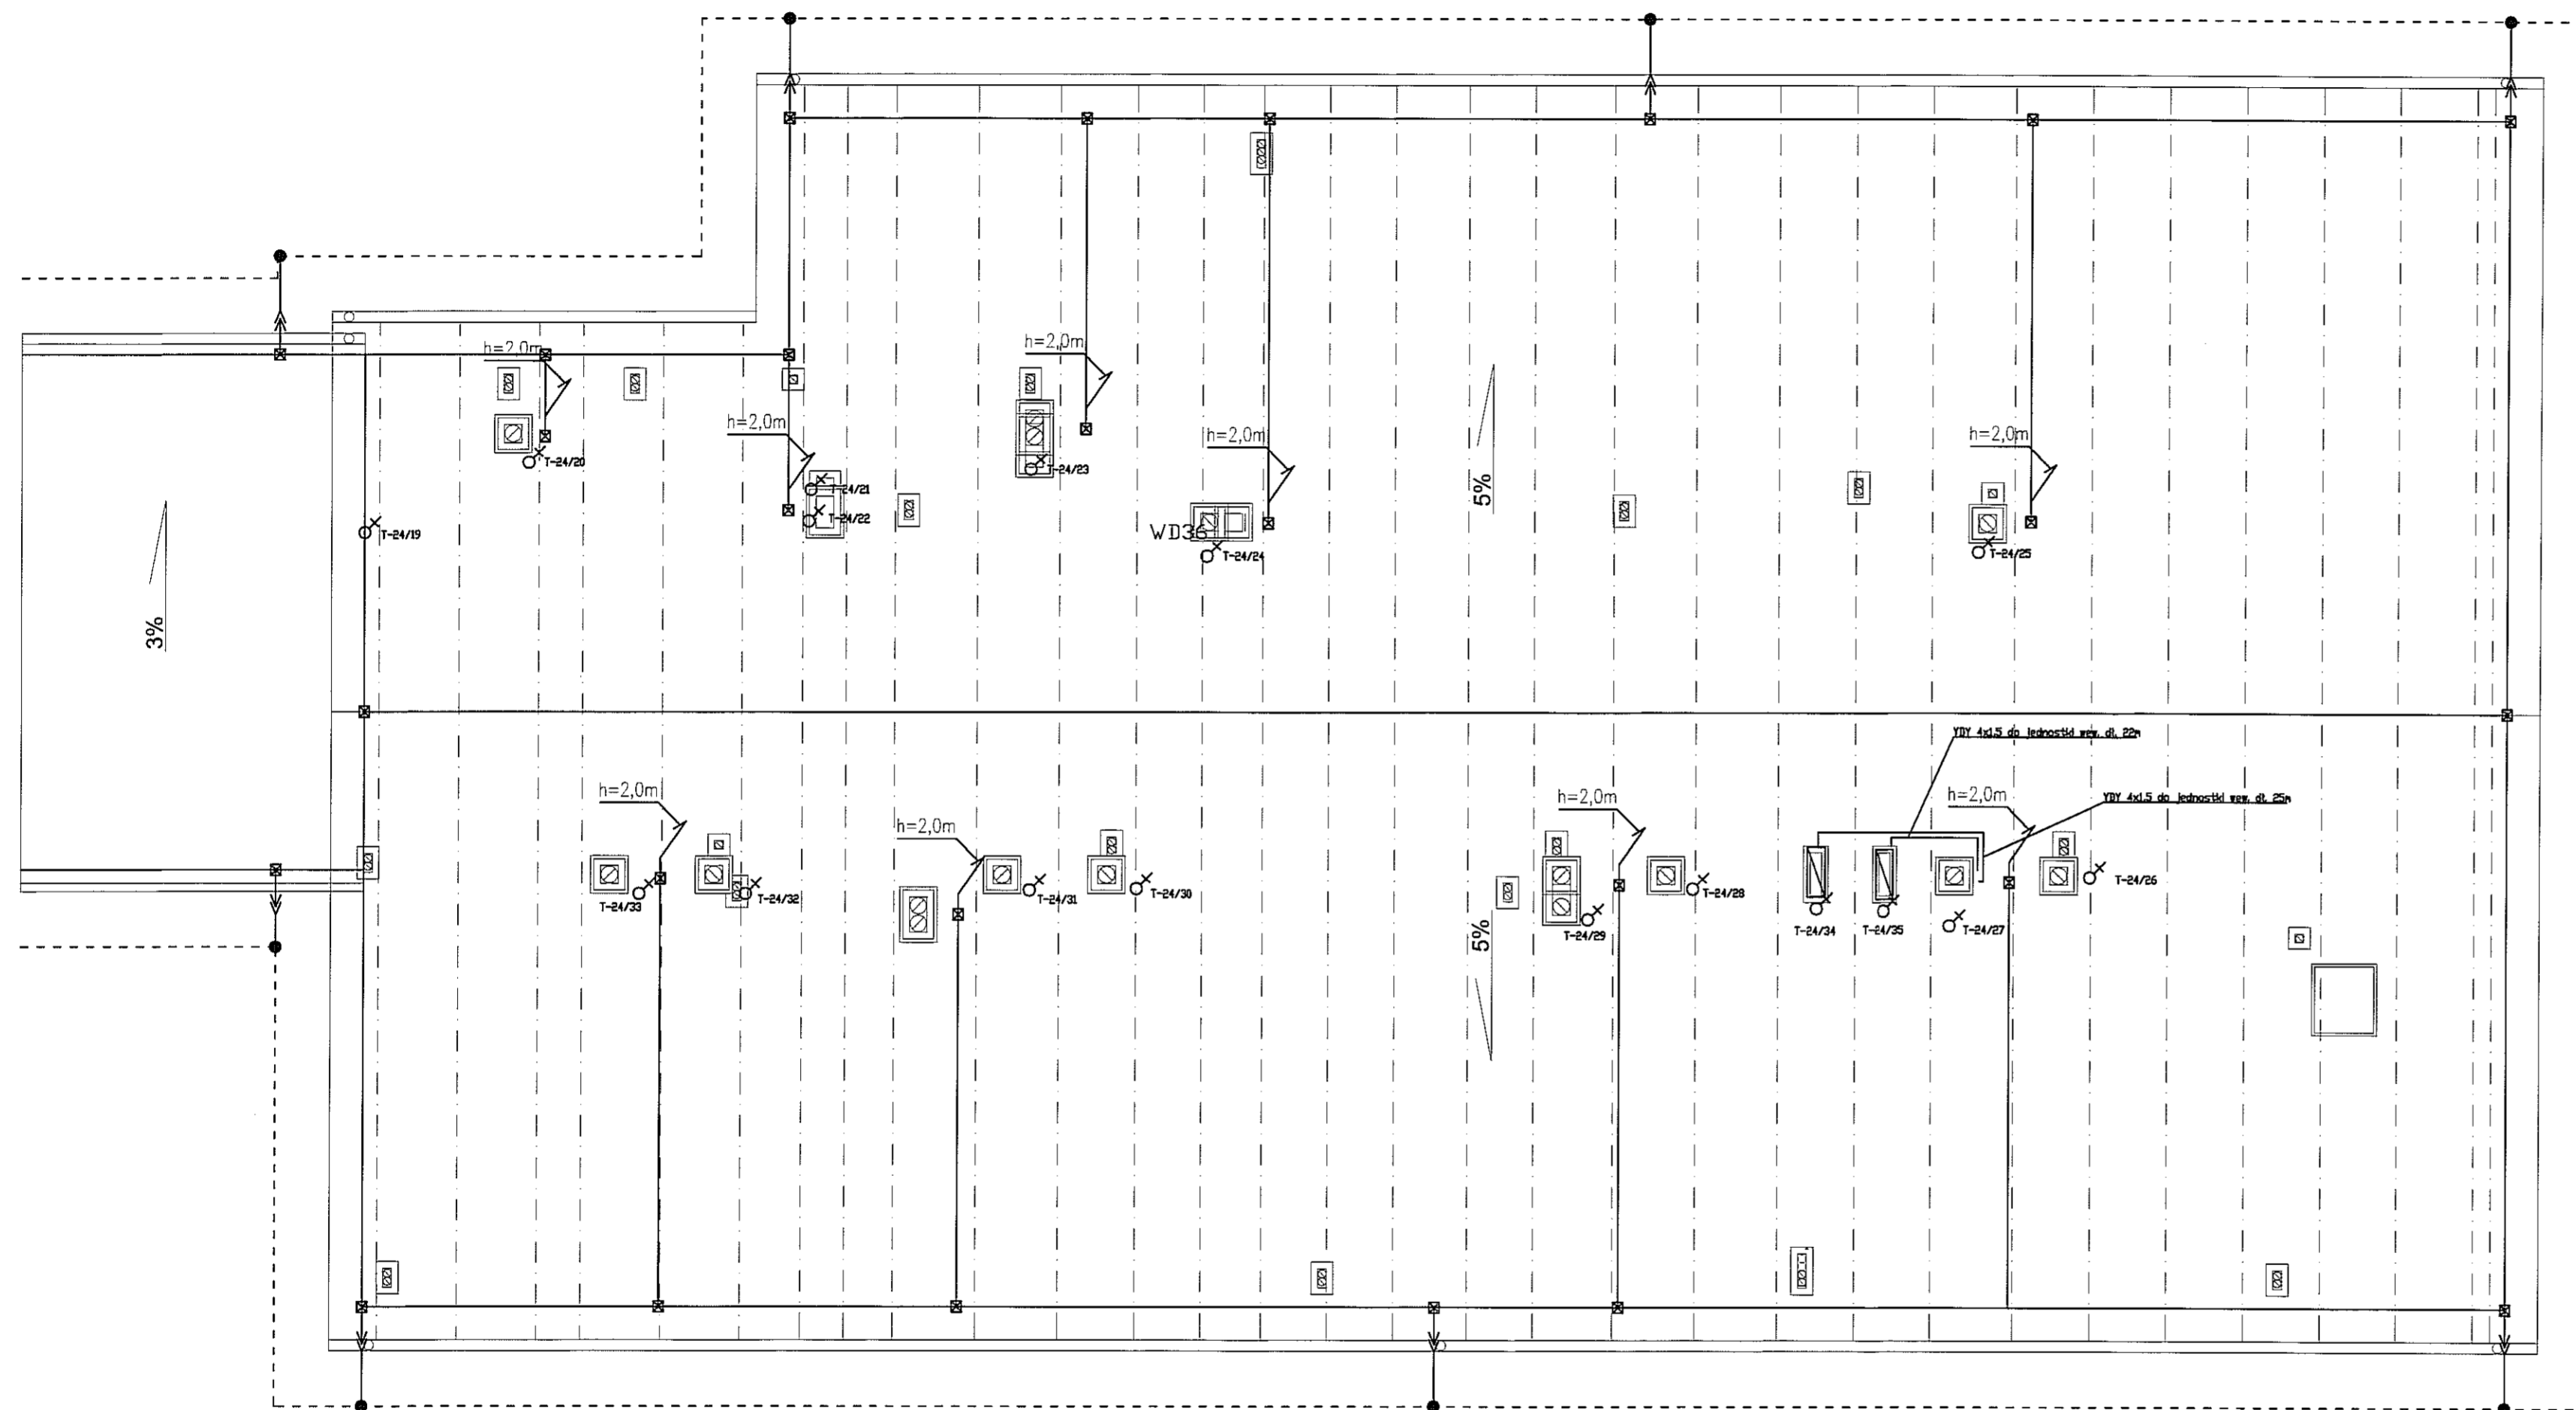 h=2,0m
h=2,0m
h=2,0m
h=2,0m
h=2,0m
T-24/20
T-24/23
T-24/21
T-24/22
5%
T-24/19
WD36
T-24/24
T-24/25
3%
YDY 4x1.5 do jednostki wew. dł. 22m
h=2,0m
h=2,0m
h=2,0m
h=2,0m
YDY 4x1.5 do jednostki wew. dł. 25m
T-24/33
T-24/32
T-24/31
T-24/30
T-24/29
T-24/28
T-24/34
T-24/35
T-24/27
T-24/26
5%